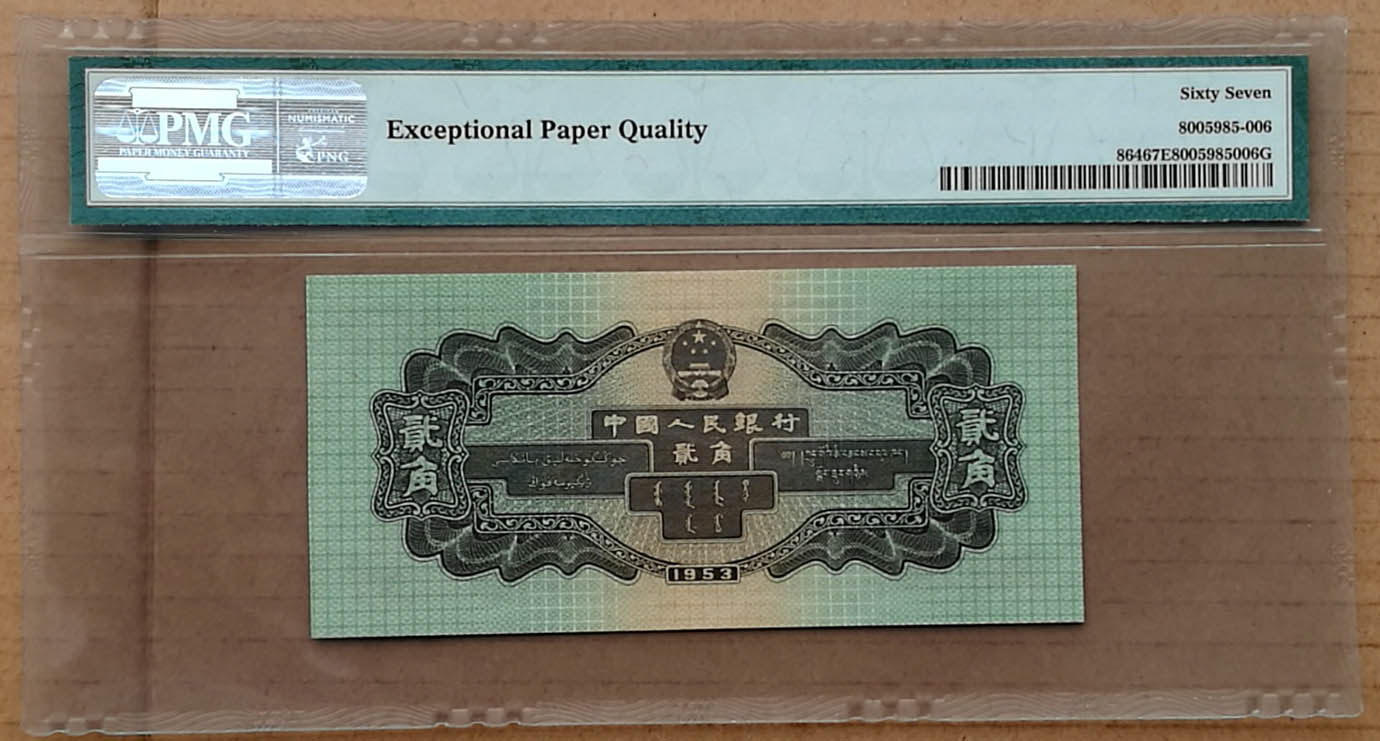 PMG
PAPER MONEY GUARANTY
NUMISMATIC
PNG
Exceptional Paper Quality
Sixty Seven
8005985-006
86467E8005985006G
中國人民銀行
貳角
貳角
貳角
1953